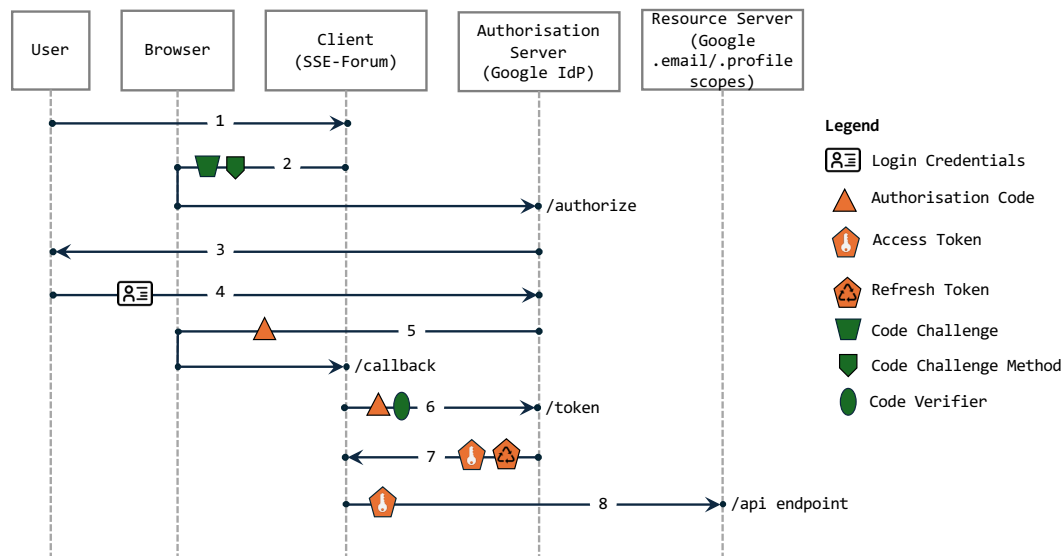 User
Browser
Client
(SSE-Forum)
Authorisation
Server
(Google IdP)
Resource Server
(Google
.email/.profile
scopes)
1
2
/authorize
3
4
5
/callback
6
/token
7
8
/api endpoint
Legend
Login Credentials
Authorisation Code
Access Token
Refresh Token
Code Challenge
Code Challenge Method
Code Verifier